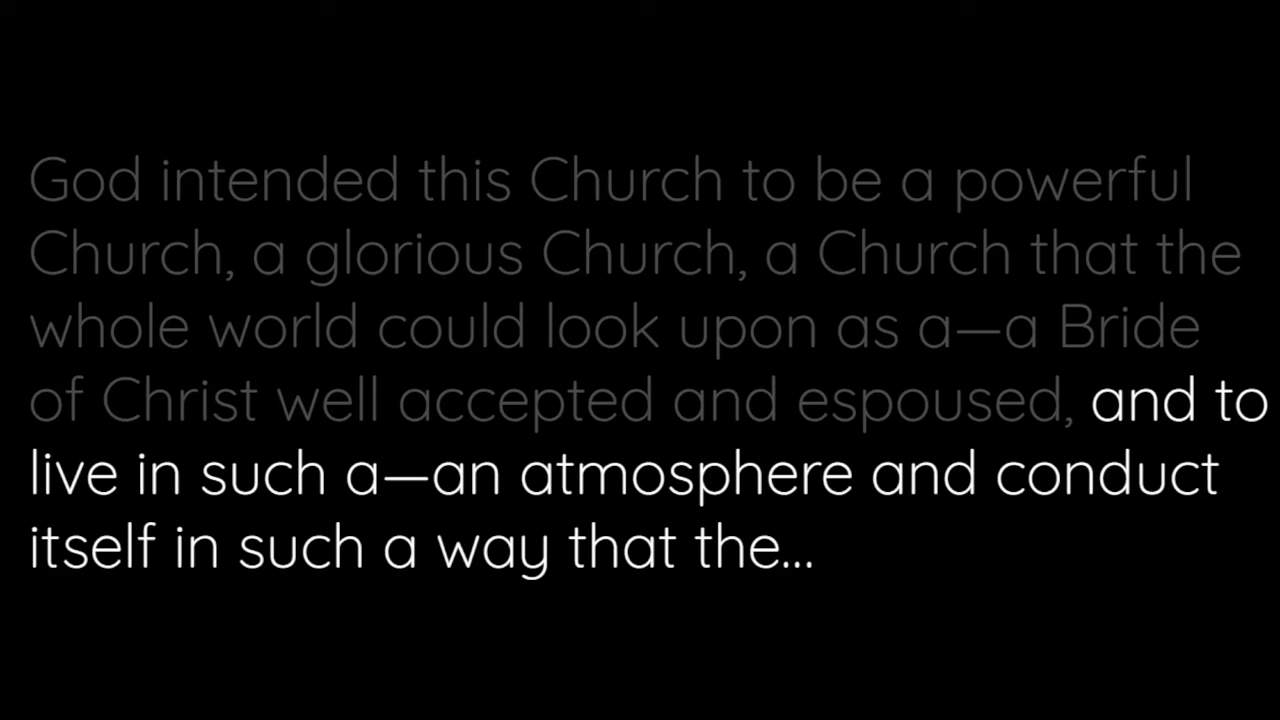 God intended this Church to be a powerful
Church, a glorious Church, a Church that the
whole world could look upon as a—a Bride
of Christ well accepted and espoused, and to
live in such a—an atmosphere and conduct
itself in such a way that the...